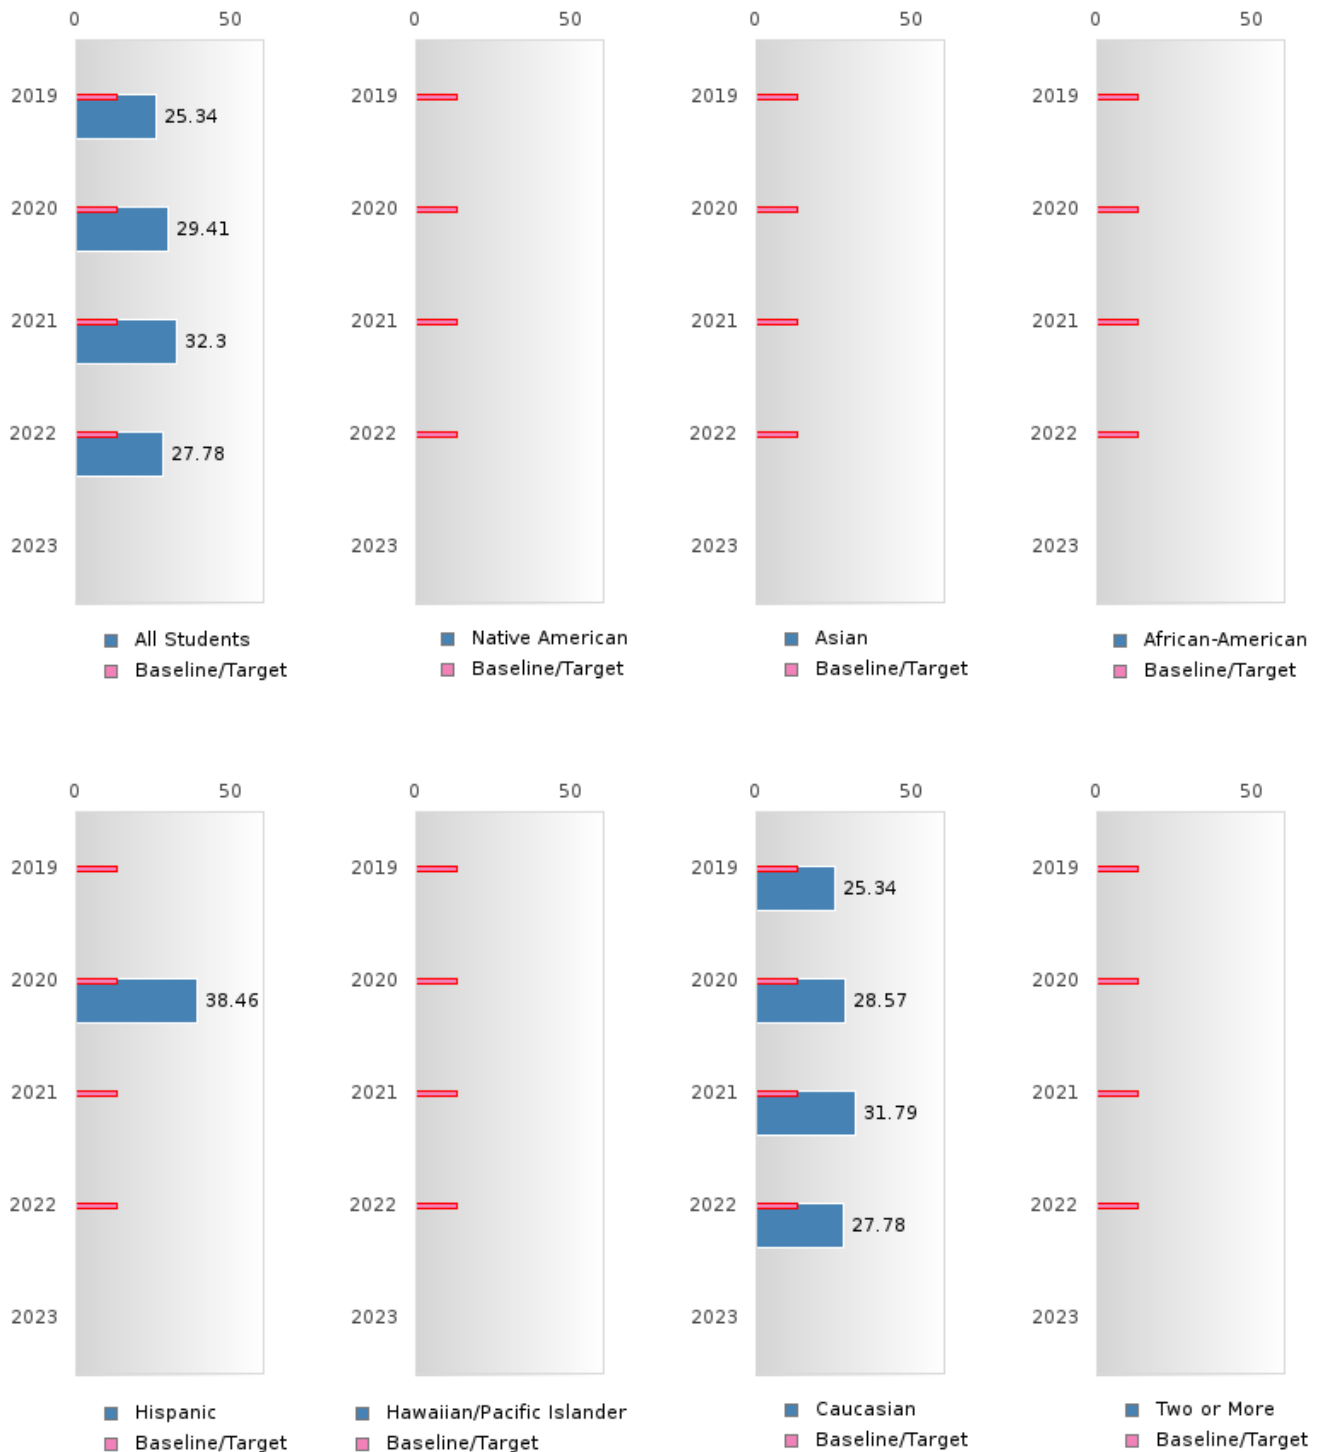 0 50 0 50 0 50 0 50
2019 25.34 2019 2019 2019
2020 29.41 2020 2020 2020
2021 32.3 2021 2021 2021
2022 27.78 2022 2022 2022
2023 2023 2023 2023
All Students Native American Asian African-American
Baseline/Target Baseline/Target Baseline/Target Baseline/Target
0 50 0 50 0 50 0 50
2019 2019 2019 25.34 2019
2020 38.46 2020 2020 28.57 2020
2021 2021 2021 31.79 2021
2022 2022 2022 27.78 2022
2023 2023 2023 2023
Hispanic Hawaiian/Pacific Islander Caucasian Two or More
Baseline/Target Baseline/Target Baseline/Target Baseline/Target